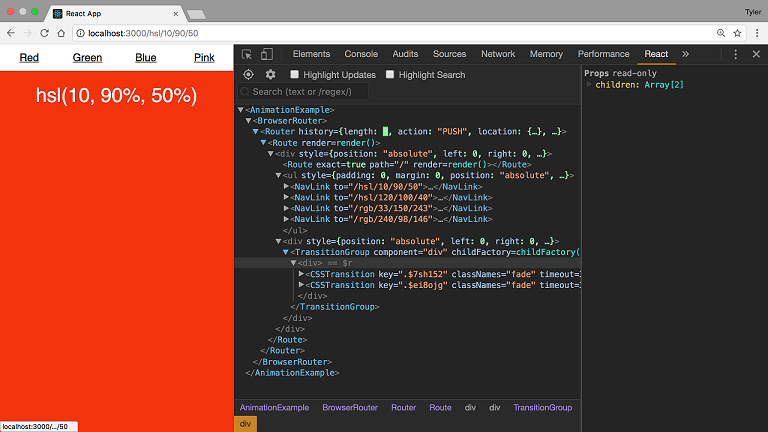 React App
Tyler
localhost:3000/hsl/10/90/50
Red Green Blue Pink
hsl(10, 90%, 50%)
localhost:3000/.../50
Elements Console Audits Sources Network Memory Performance React »
Highlight Updates Highlight Search
Search (text or /regex/)
<AnimationExample>
<BrowserRouter>
<Router history={length: , action: "PUSH", location: {…}, …}>
<Route render=render()>
<div style={position: "absolute", left: 0, right: 0, …}>
<Route exact=true path="/" render=render()></Route>
<ul style={padding: 0, margin: 0, position: "absolute", …}>
<NavLink to="/hsl/10/90/50">…</NavLink>
<NavLink to="/hsl/120/100/40">…</NavLink>
<NavLink to="/rgb/33/150/243">…</NavLink>
<NavLink to="/rgb/240/98/146">…</NavLink>
</ul>
<div style={position: "absolute", left: 0, right: 0, …}>
<TransitionGroup component="div" childFactory=childFactory(
<div> == $r
<CSSTransition key=".$7sh152" classNames="fade" timeout=
<CSSTransition key=".$ei8ojg" classNames="fade" timeout=
</div>
</TransitionGroup>
</div>
</div>
</Route>
</Router>
</BrowserRouter>
</AnimationExample>
AnimationExample BrowserRouter Router Route div div TransitionGroup
div
Props read-only
children: Array[2]